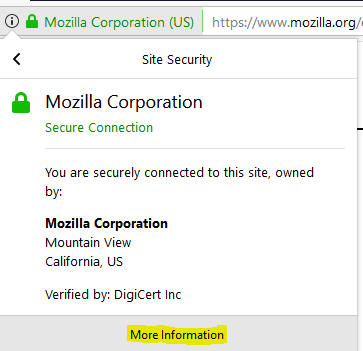 Mozilla Corporation (US) https://www.mozilla.org/
Site Security
Mozilla Corporation
Secure Connection
You are securely connected to this site, owned
by:
Mozilla Corporation
Mountain View
California, US
Verified by: DigiCert Inc
More Information